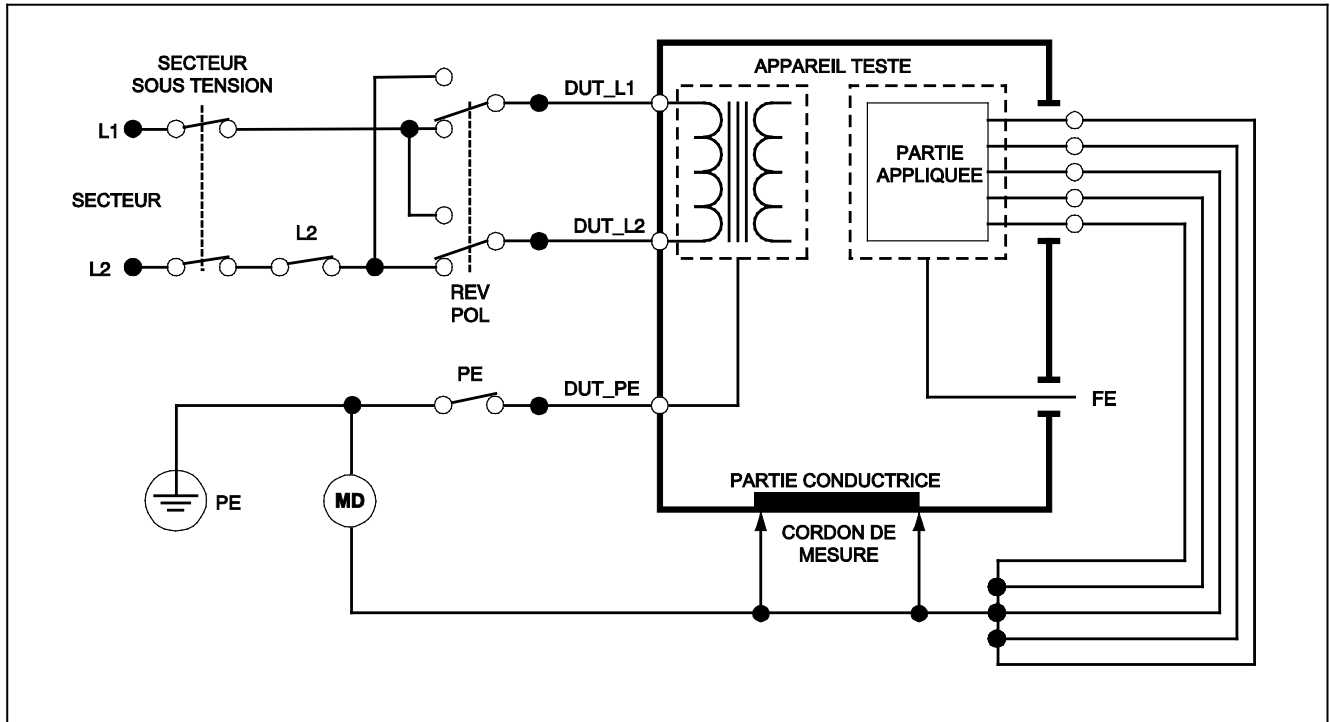 SECTEUR
SOUS TENSION
APPAREIL TESTE
DUT_L1
L1
PARTIE
APPLIQUEE
SECTEUR
DUT_L2
L2
L2
REV
POL
PE
DUT_PE
FE
PARTIE CONDUCTRICE
PE
MD
CORDON DE
MESURE